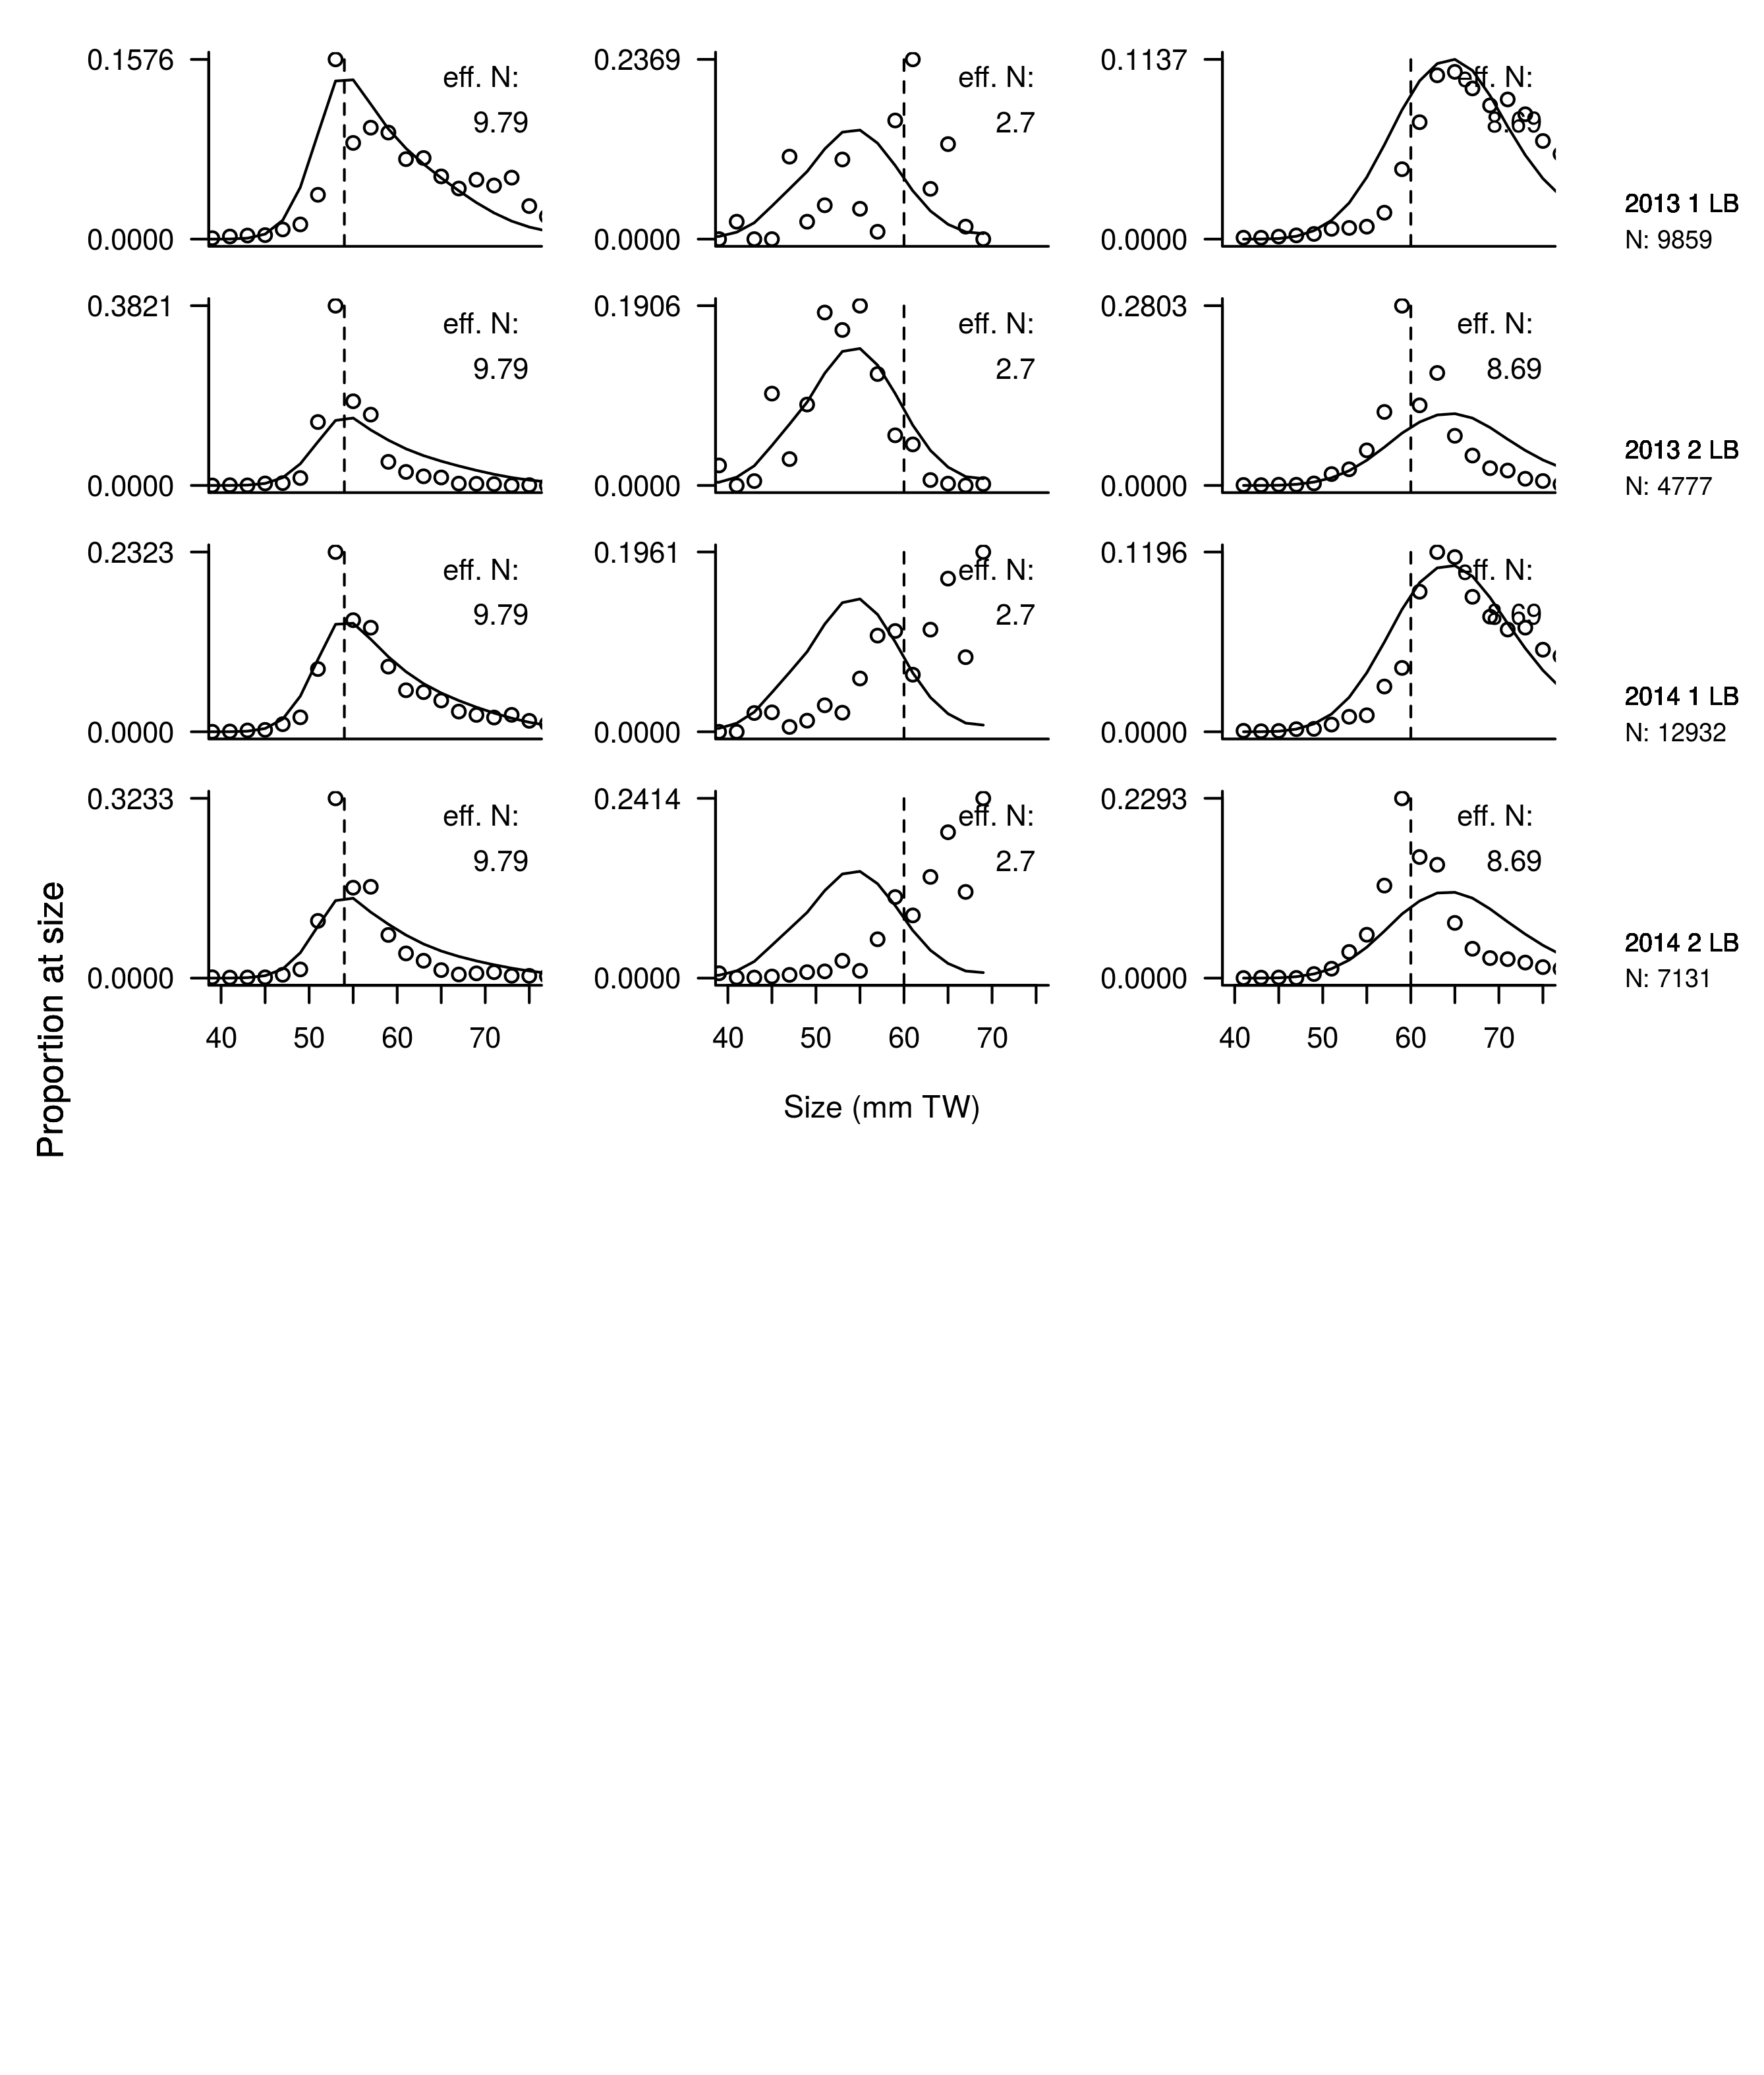 0.1576
0.0000
eff. N:
9.79
0.2369
0.0000
eff. N:
2.7
0.1137
0.0000
eff. N:
8.69
2013 1 LB
N: 9859
0.3821
0.0000
eff. N:
9.79
0.1906
0.0000
eff. N:
2.7
0.2803
0.0000
eff. N:
8.69
2013 2 LB
N: 4777
0.2323
0.0000
eff. N:
9.79
0.1961
0.0000
eff. N:
2.7
0.1196
0.0000
eff. N:
8.69
2014 1 LB
N: 12932
0.3233
0.0000
eff. N:
9.79
0.2414
0.0000
eff. N:
2.7
0.2293
0.0000
eff. N:
8.69
2014 2 LB
N: 7131
40 50 60 70
40 50 60 70
40 50 60 70
Size (mm TW)
Proportion at size